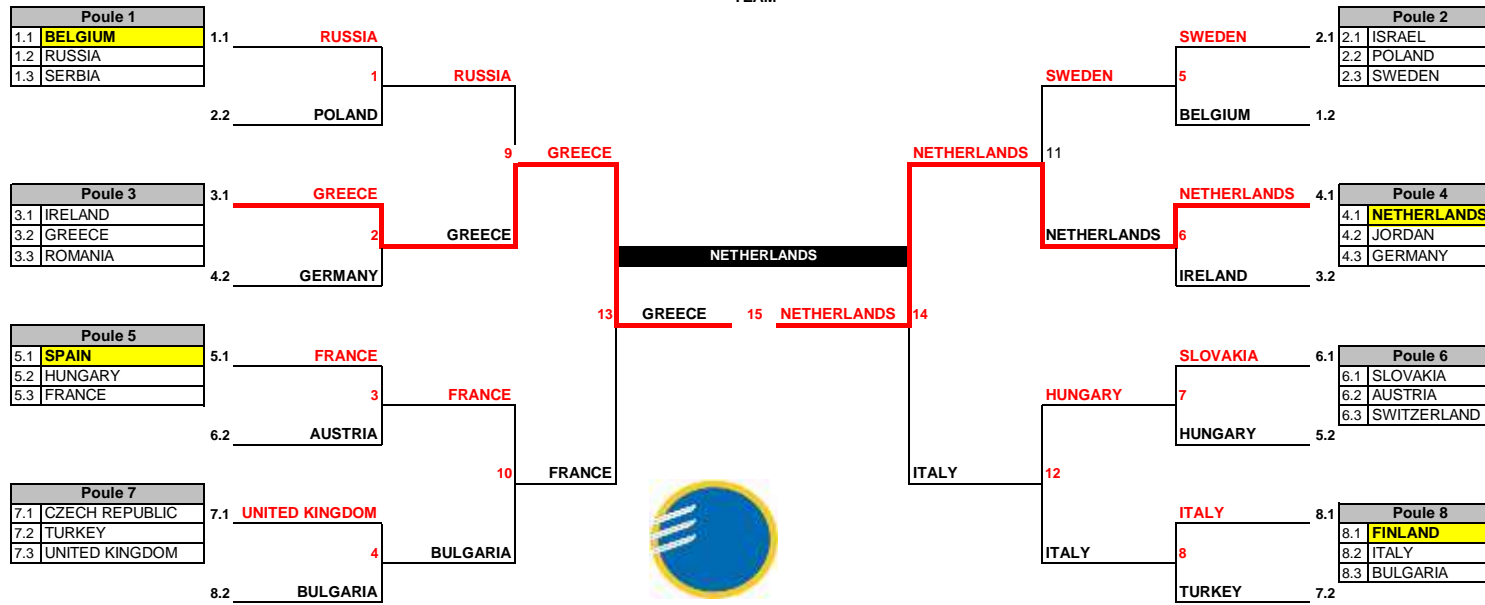 TEAM
Poule 1
1.1 BELGIUM
1.2 RUSSIA
1.3 SERBIA
1.1 RUSSIA
1 RUSSIA
2.2 POLAND
9 GREECE
Poule 3
3.1 IRELAND
3.2 GREECE
3.3 ROMANIA
3.1 GREECE
2 GREECE
4.2 GERMANY
Poule 5
5.1 SPAIN
5.2 HUNGARY
5.3 FRANCE
5.1 FRANCE
3 FRANCE
6.2 AUSTRIA
10 FRANCE
Poule 7
7.1 CZECH REPUBLIC
7.2 TURKEY
7.3 UNITED KINGDOM
7.1 UNITED KINGDOM
4 BULGARIA
8.2 BULGARIA
NETHERLANDS
13 GREECE 15 NETHERLANDS 14
SWEDEN 2.1
SWEDEN 5
BELGIUM 1.2
NETHERLANDS 11
Poule 2
2.1 ISRAEL
2.2 POLAND
2.3 SWEDEN
NETHERLANDS 4.1
NETHERLANDS 6
IRELAND 3.2
Poule 4
4.1 NETHERLANDS
4.2 JORDAN
4.3 GERMANY
SLOVAKIA 6.1
HUNGARY 7
HUNGARY 5.2
ITALY 12
Poule 6
6.1 SLOVAKIA
6.2 AUSTRIA
6.3 SWITZERLAND
ITALY 8.1
ITALY 8
TURKEY 7.2
Poule 8
8.1 FINLAND
8.2 ITALY
8.3 BULGARIA